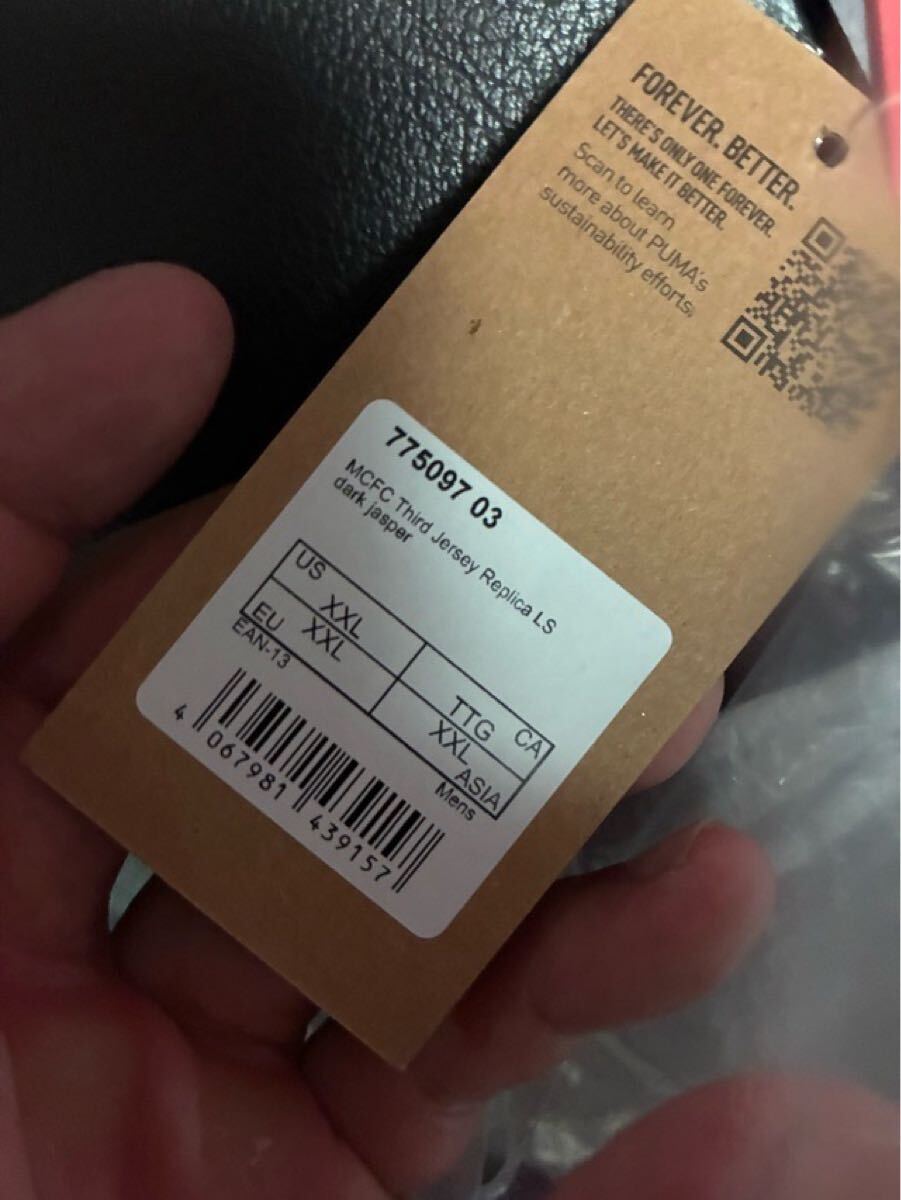 FOREVER. BETTER.
THERE'S ONLY ONE FOREVER.
LET'S MAKE IT BETTER.
Scan to learn
more about PUMA's
sustainability efforts.
775097 03
MCFC Third Jersey Replica LS
dark jasper
US XXL
TTG CA
EU XXL
XXL ASIA
EAN-13
Mens
4 067981 439157